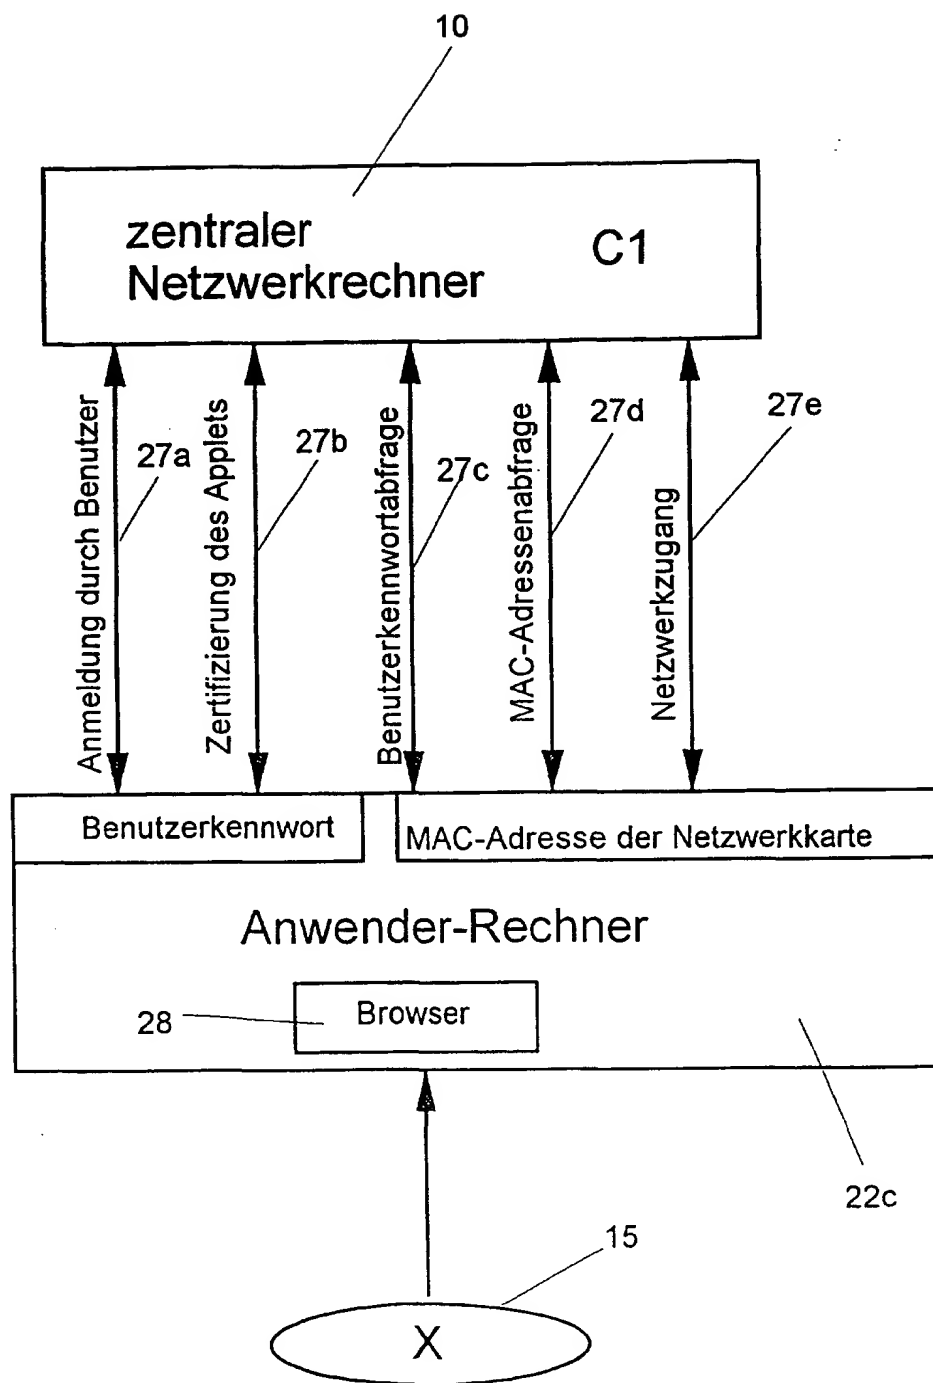 10
zentraler
Netzwerkrechner
C1
Anmeldung durch Benutzer
27a
Zertifizierung des Applets
27b
Benutzerkennwortabfrage
27c
MAC-Adressenabfrage
27d
Netzwerkzugang
27e
Benutzerkennwort
MAC-Adresse der Netzwerkkarte
Anwender-Rechner
28
Browser
22c
15
X